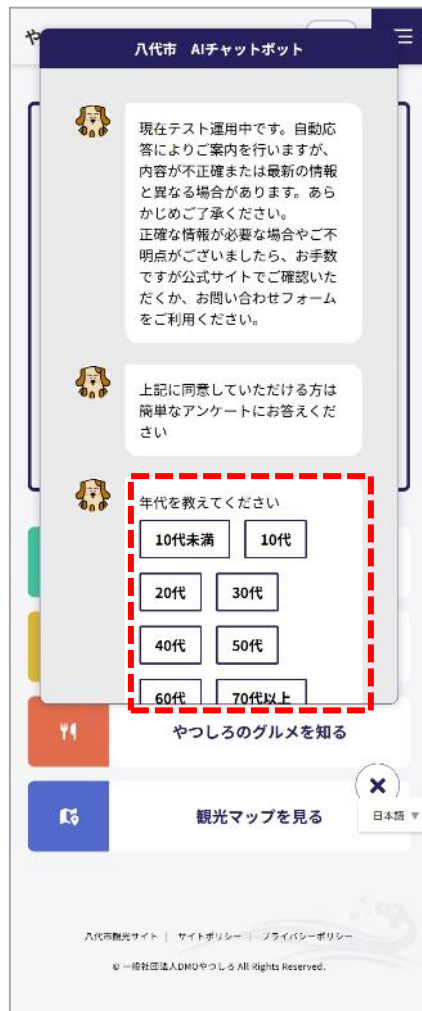 や
八代市 AIチャットボット
現在テスト運用中です。自動応
答によりご案内を行いますが、
内容が不正確または最新の情報
と異なる場合があります。あら
かじめご了承ください。
正確な情報が必要な場合やご不
明点がございましたら、お手数
ですが公式サイトでご確認いた
だくか、お問い合わせフォーム
をご利用ください。
上記に同意していただける方は
簡単なアンケートにお答えくだ
さい
年代を教えてください
10代未満 10代
20代 30代
40代 50代
60代 70代以上
やつしろのグルメを知る
観光マップを見る
日本語 ▼
八代市観光サイト | サイトポリシー | プライバシーポリシー
© 一般社団法人DMOやつしろ All Rights Reserved.